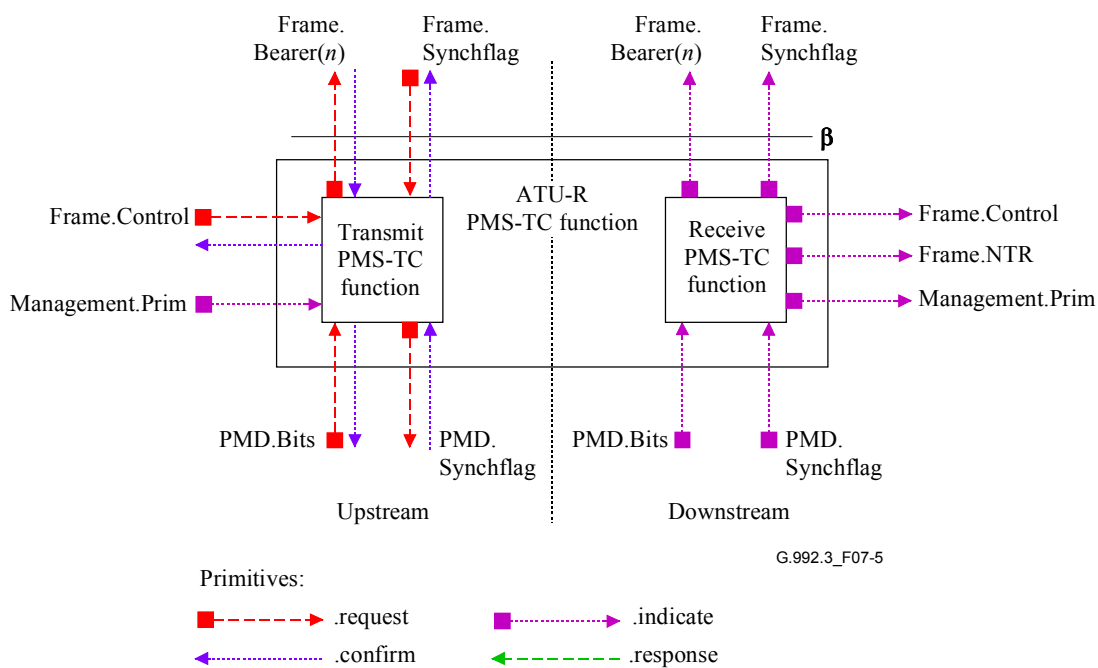 Frame.
Bearer(n)
Frame.
Synchflag
Frame.
Bearer(n)
Frame.
Synchflag
β
ATU-R
PMS-TC function
Frame.Control
Transmit
PMS-TC
function
Management.Prim
Receive
PMS-TC
function
Frame.Control
Frame.NTR
Management.Prim
PMD.Bits
PMD.
Synchflag
PMD.Bits
PMD.
Synchflag
Upstream
Downstream
G.992.3_F07-5
Primitives:
.request
.indicate
.confirm
.response